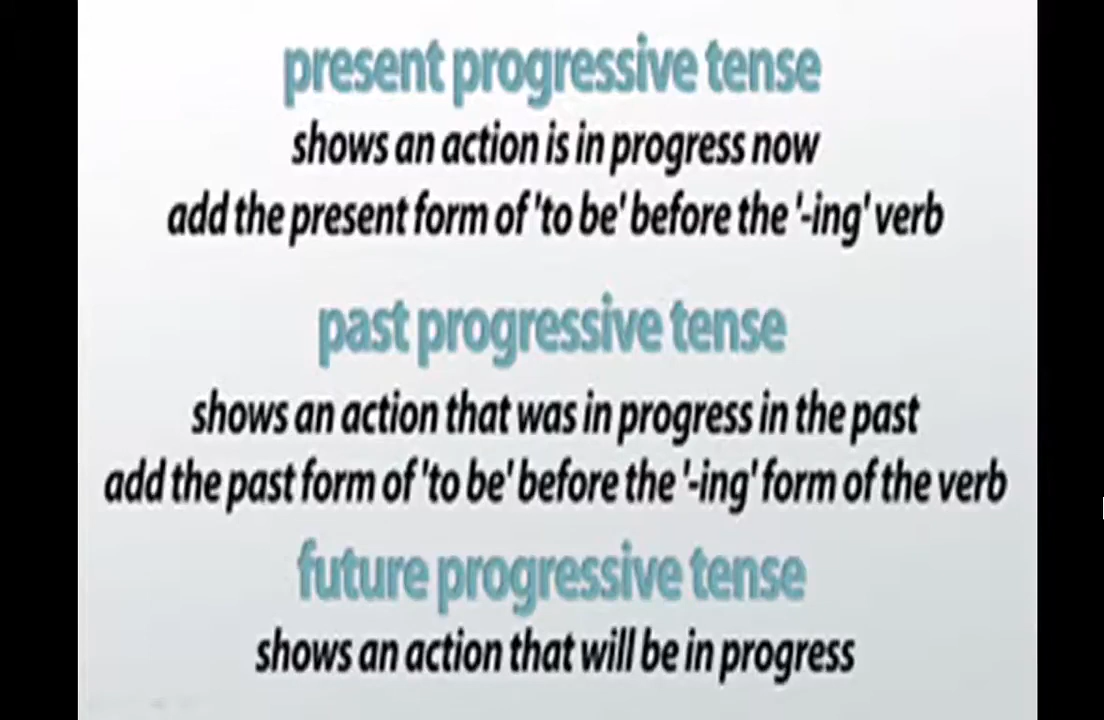 present progressive tense
shows an action is in progress now
add the present form of 'to be' before the '-ing' verb
past progressive tense
shows an action that was in progress in the past
add the past form of 'to be' before the '-ing' form of the verb
future progressive tense
shows an action that will be in progress